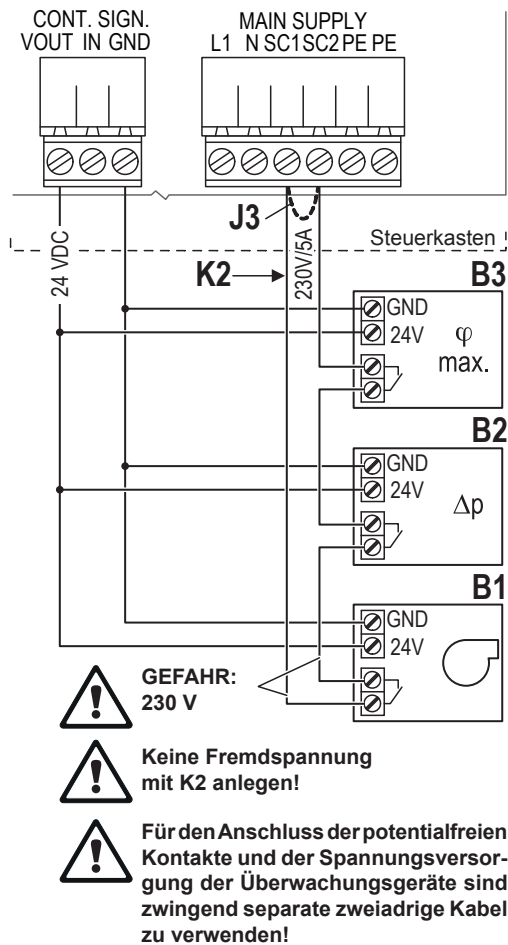 CONT. SIGN.
VOUT IN GND
MAIN SUPPLY
L1 N SC1 SC2 PE PE
J3
Steuerkasten
24 VDC
K2
230V/5A
B3
GND
24V
φ
max.
B2
GND
24V
Δp
B1
GND
24V
GEFAHR:
230 V
Keine Fremdspannung
mit K2 anlegen!
Für den Anschluss der potentialfreien
Kontakte und der Spannungsversor-
gung der Überwachungsgeräte sind
zwingend separate zweiadrige Kabel
zu verwenden!